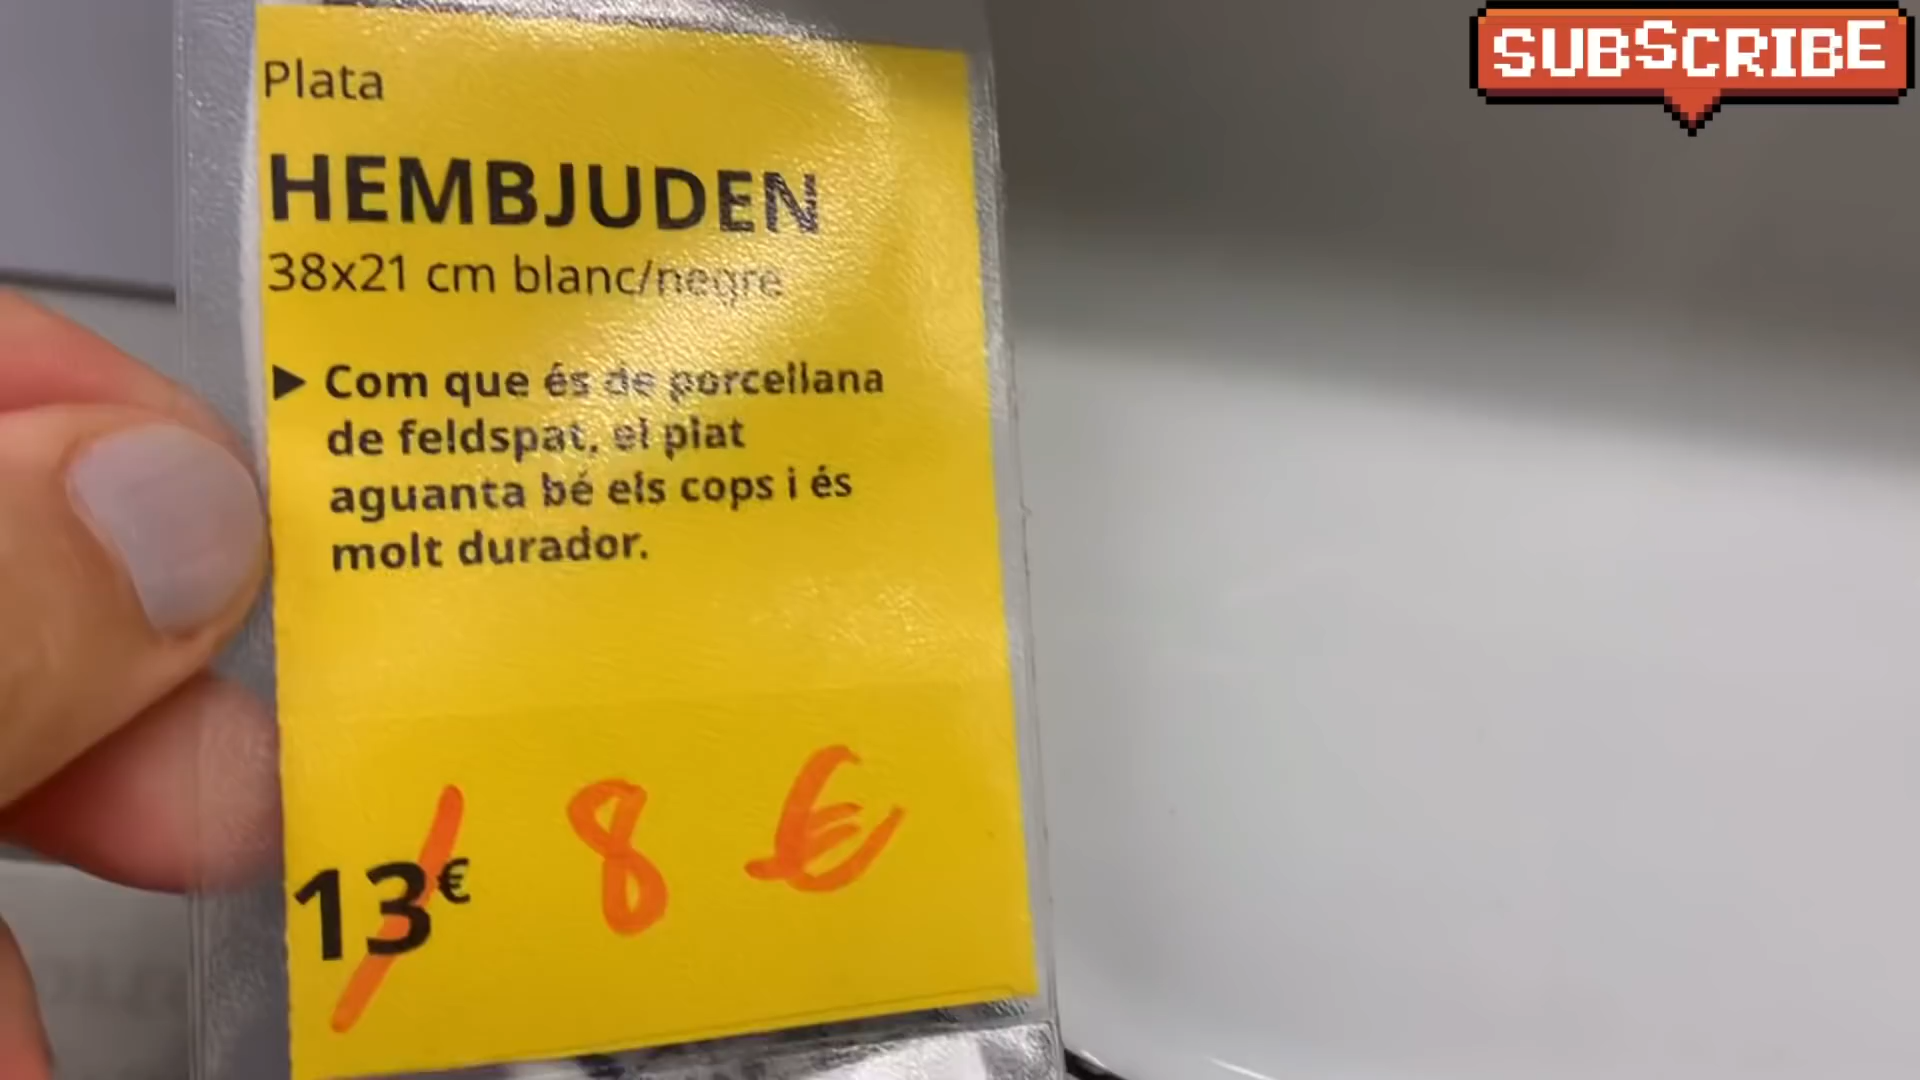 SUBSCRIBE
Plata
HEMBJUDEN
38x21 cm blanc/negre
► Com que és de porcellana
de feldspat, el plat
aguanta bé els cops i és
molt durador.
13€ 8 €